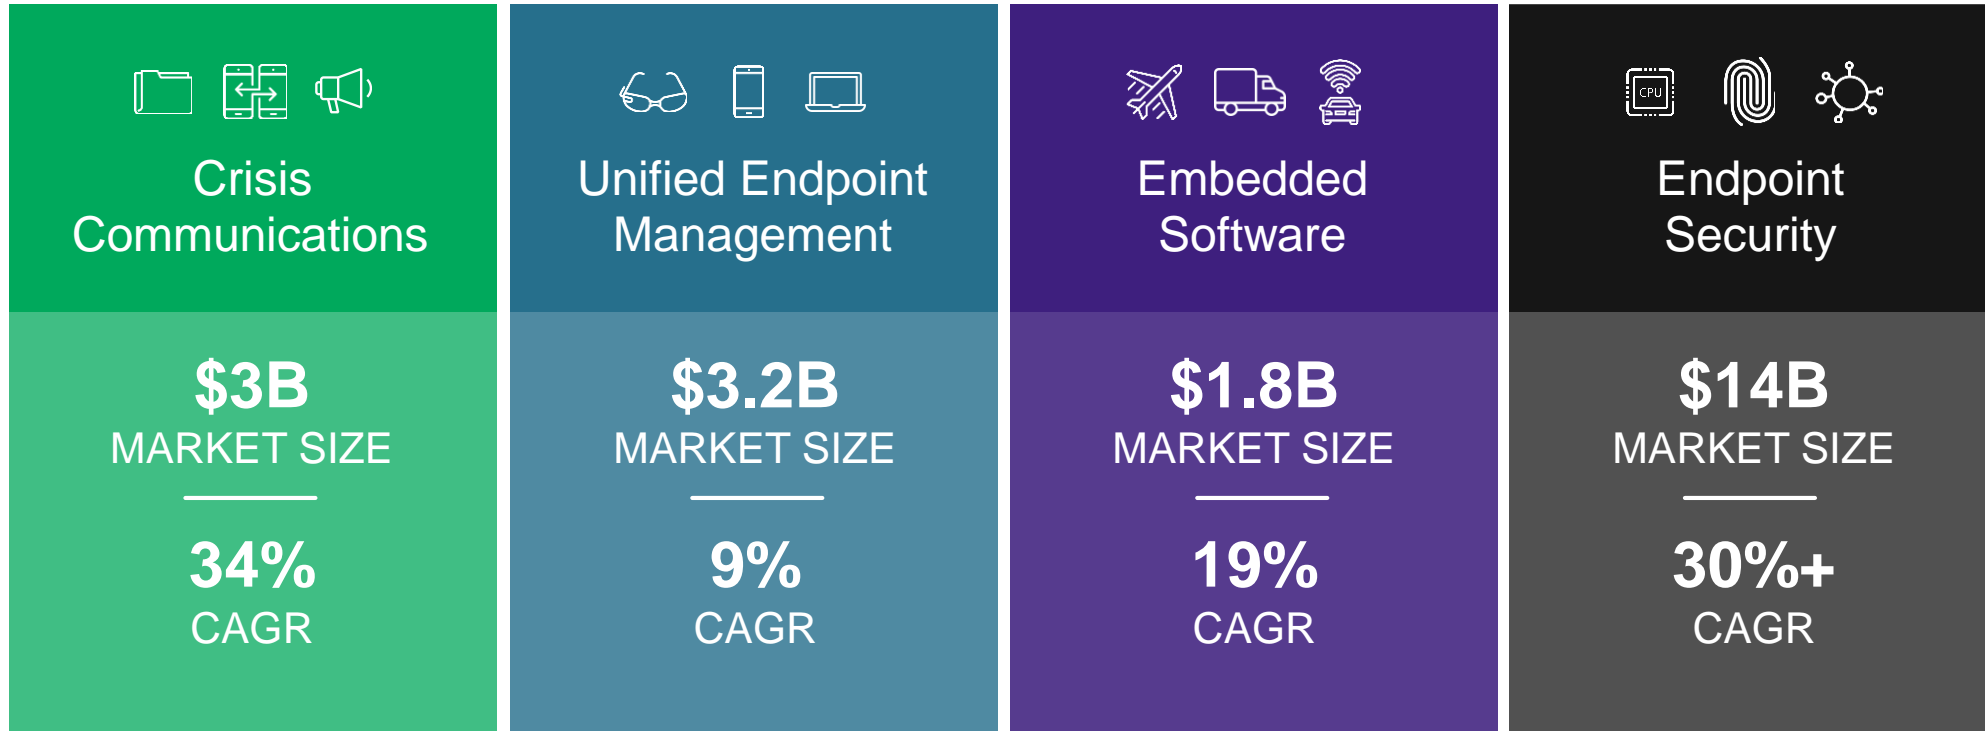 Crisis
Communications
$3B
MARKET SIZE
34%
CAGR
Unified Endpoint
Management
$3.2B
MARKET SIZE
9%
CAGR
Embedded
Software
$1.8B
MARKET SIZE
19%
CAGR
CPU
Endpoint
Security
$14B
MARKET SIZE
30%+
CAGR